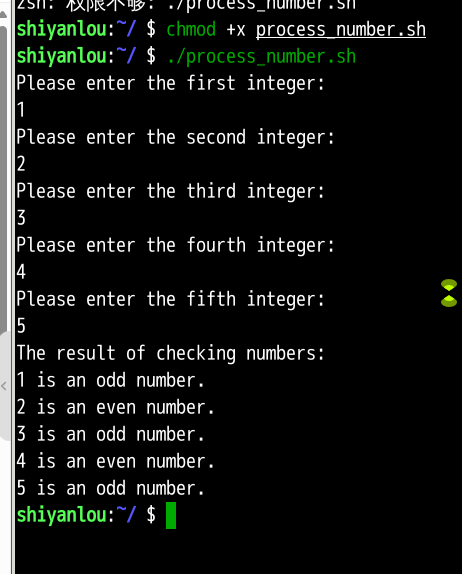 zsh: 权限不够: ./process_number.sh
shiyanlou:~/ $ chmod +x process_number.sh
shiyanlou:~/ $ ./process_number.sh
Please enter the first integer:
1
Please enter the second integer:
2
Please enter the third integer:
3
Please enter the fourth integer:
4
Please enter the fifth integer:
5
The result of checking numbers:
1 is an odd number.
2 is an even number.
3 is an odd number.
4 is an even number.
5 is an odd number.
shiyanlou:~/ $